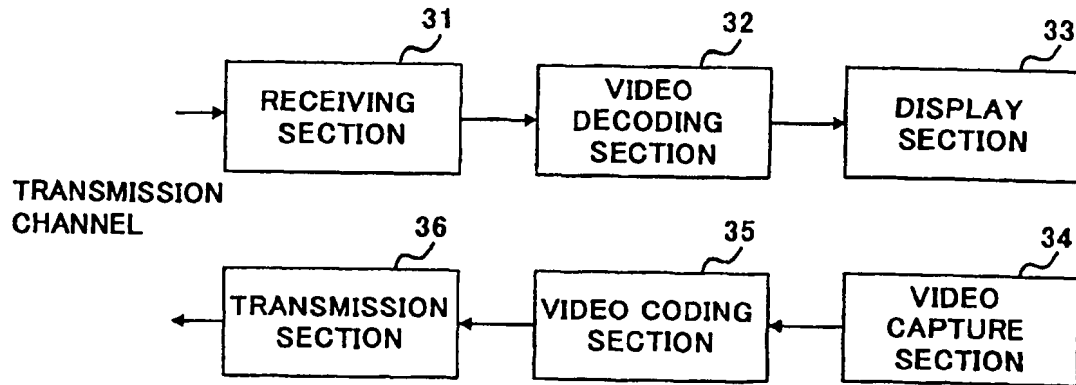 31
RECEIVING
SECTION
32
VIDEO
DECODING
SECTION
33
DISPLAY
SECTION
TRANSMISSION
CHANNEL
36
TRANSMISSION
SECTION
35
VIDEO CODING
SECTION
34
VIDEO
CAPTURE
SECTION